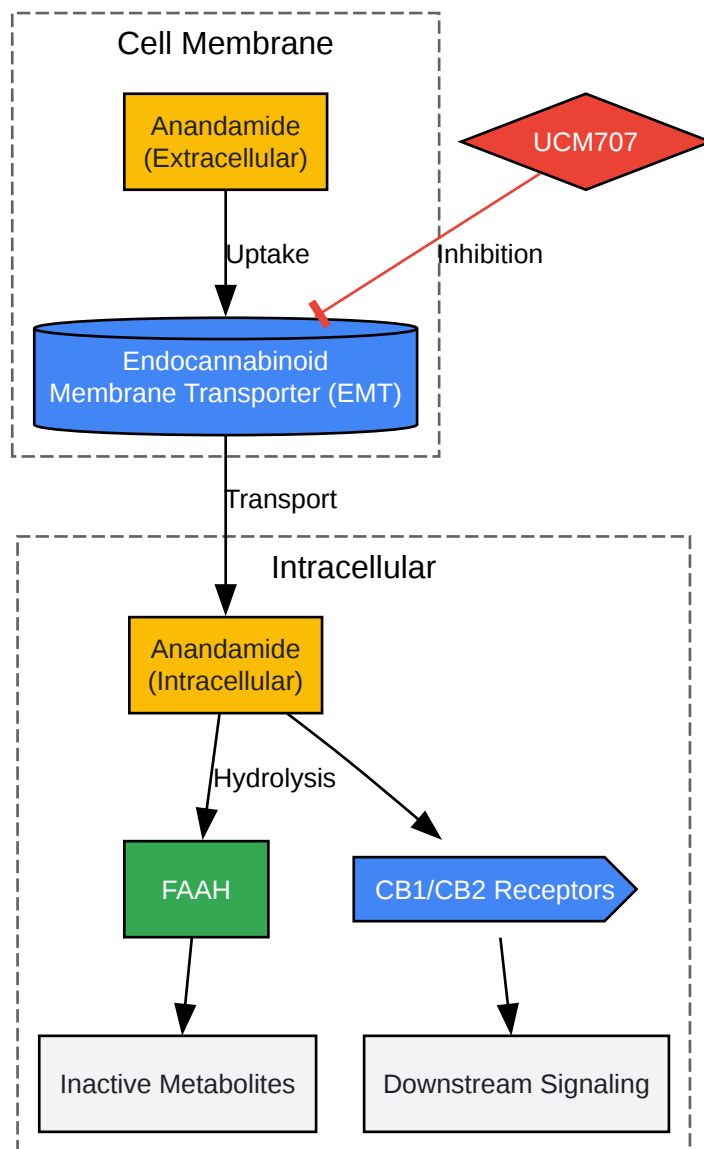 Cell Membrane
Anandamide
(Extracellular)
UCM707
Uptake
Inhibition
Endocannabinoid
Membrane Transporter (EMT)
Transport
Intracellular
Anandamide
(Intracellular)
Hydrolysis
FAAH
CB1/CB2 Receptors
Inactive Metabolites
Downstream Signaling